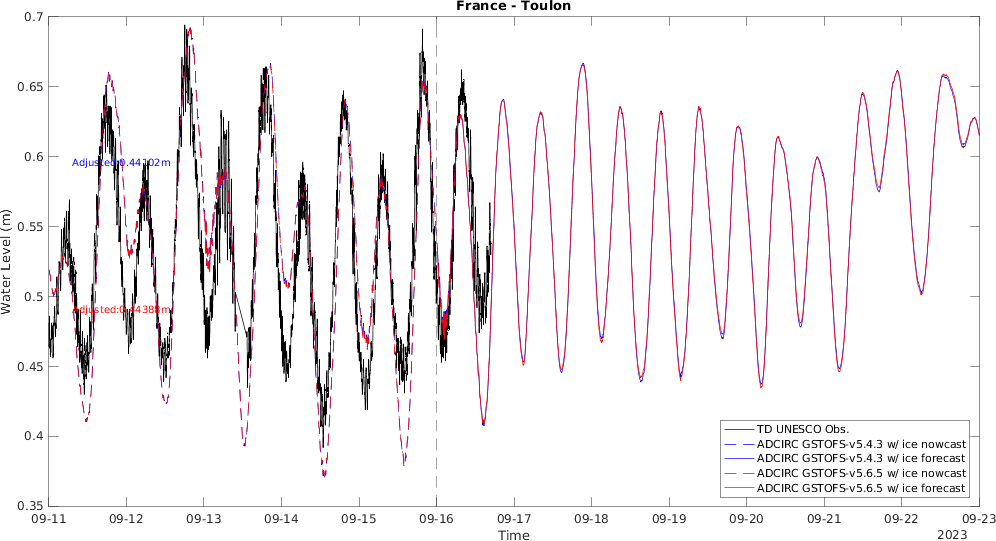 France - Toulon
0.7
0.65
0.6
0.55
0.5
0.45
0.4
0.35
Water Level (m)
Adjusted:0.44102m
Adjusted:0.44388m
TD UNESCO Obs.
ADCIRC GSTOFS-v5.4.3 w/ ice nowcast
ADCIRC GSTOFS-v5.4.3 w/ ice forecast
ADCIRC GSTOFS-v5.6.5 w/ ice nowcast
ADCIRC GSTOFS-v5.6.5 w/ ice forecast
09-11 09-12 09-13 09-14 09-15 09-16 09-17 09-18 09-19 09-20 09-21 09-22 09-23
Time
2023